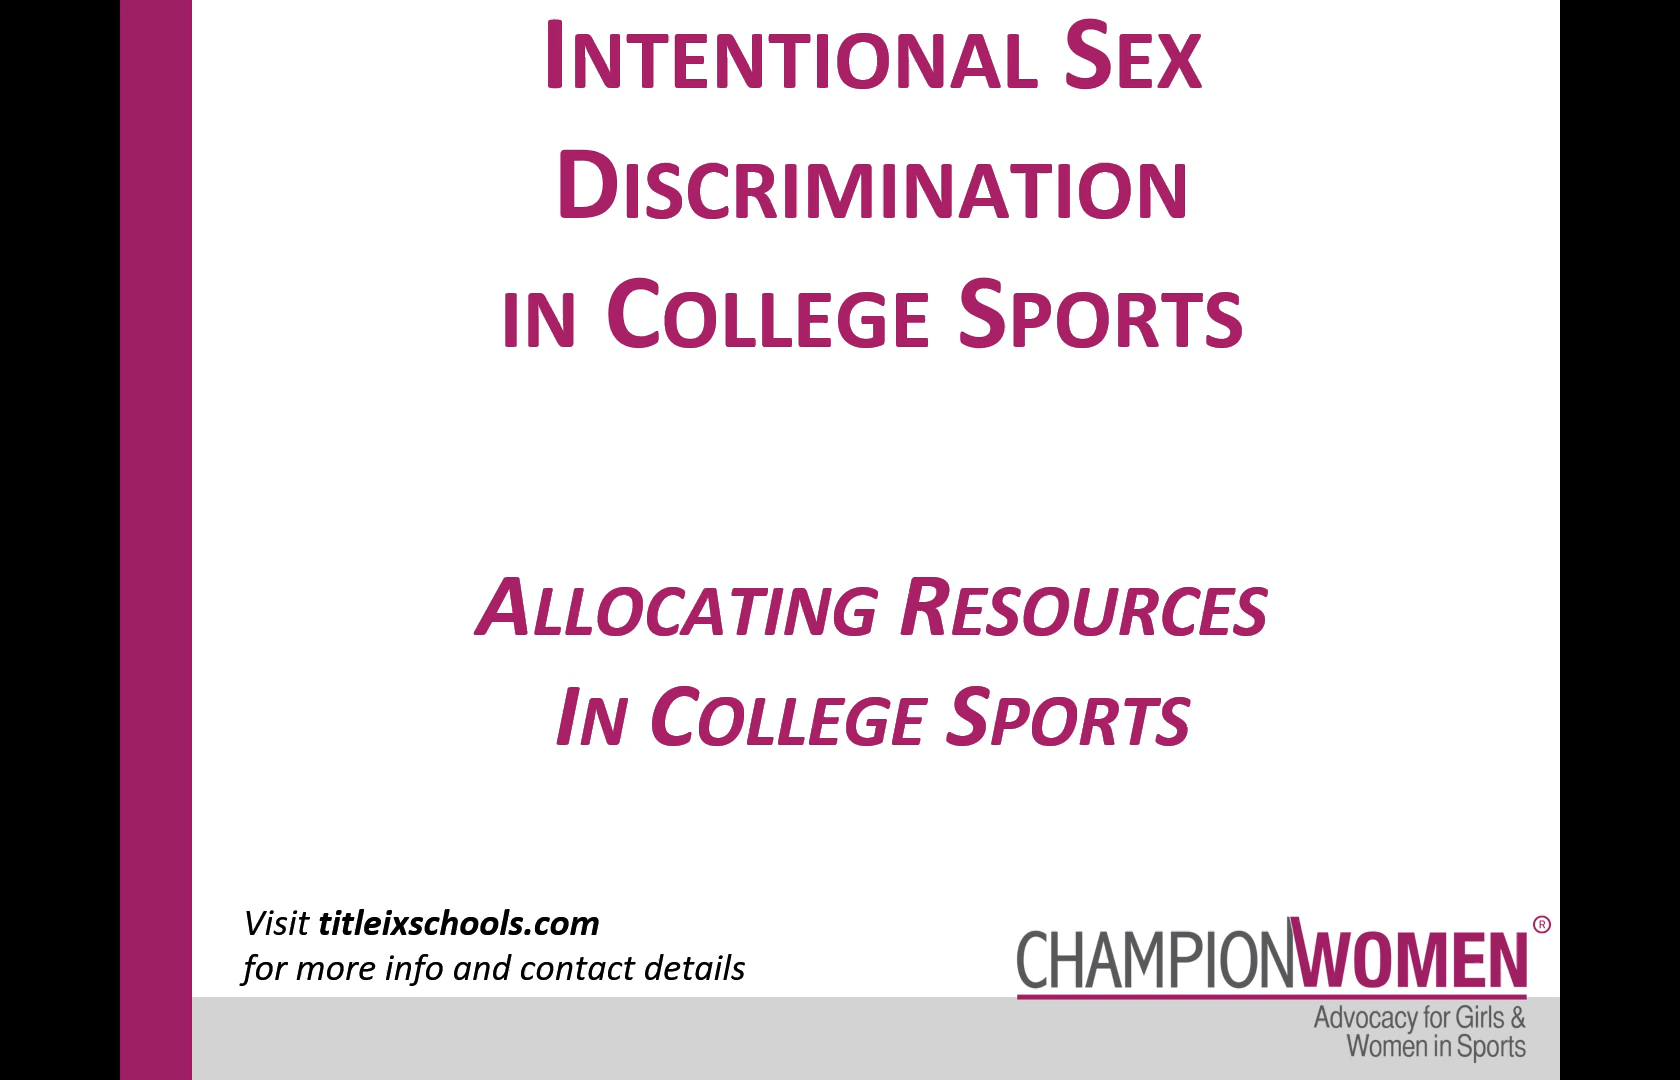 INTENTIONAL SEX
DISCRIMINATION
IN COLLEGE SPORTS
ALLOCATING RESOURCES
IN COLLEGE SPORTS
Visit titleixschools.com
for more info and contact details
CHAMPIONWOMEN®
Advocacy for Girls &
Women in Sports